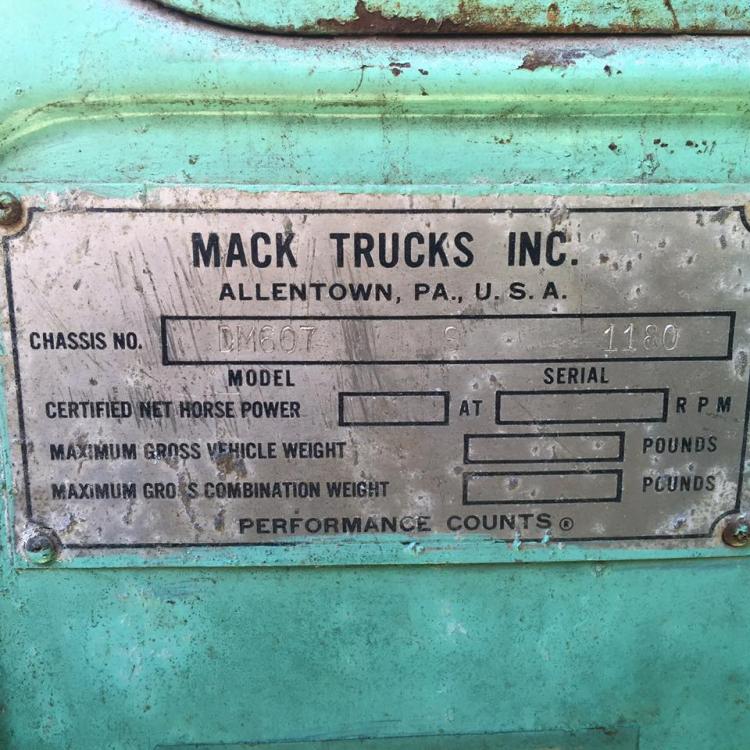 MACK TRUCKS INC.
ALLENTOWN, PA., U. S. A.
CHASSIS NO. DM607 S 1180
MODEL SERIAL
CERTIFIED NET HORSE POWER AT RPM
MAXIMUM GROSS VEHICLE WEIGHT POUNDS
MAXIMUM GROSS COMBINATION WEIGHT POUNDS
PERFORMANCE COUNTS®